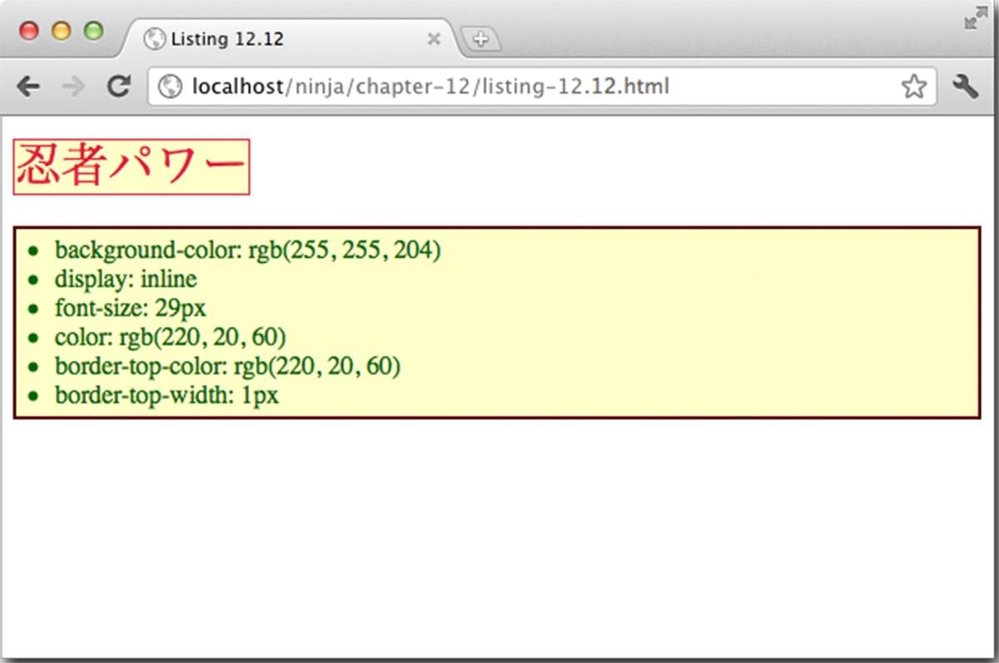 Listing 12.12
localhost/ninja/chapter-12/listing-12.12.html
忍者パワー
• background-color: rgb(255, 255, 204)
• display: inline
• font-size: 29px
• color: rgb(220, 20, 60)
• border-top-color: rgb(220, 20, 60)
• border-top-width: 1px